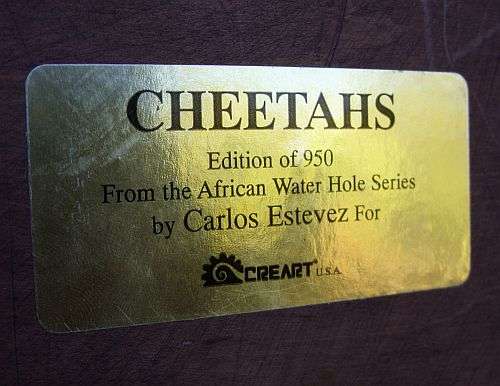 CHEETAHS
Edition of 950
From the African Water Hole Series
by Carlos Estevez For
CREART® U.S.A.